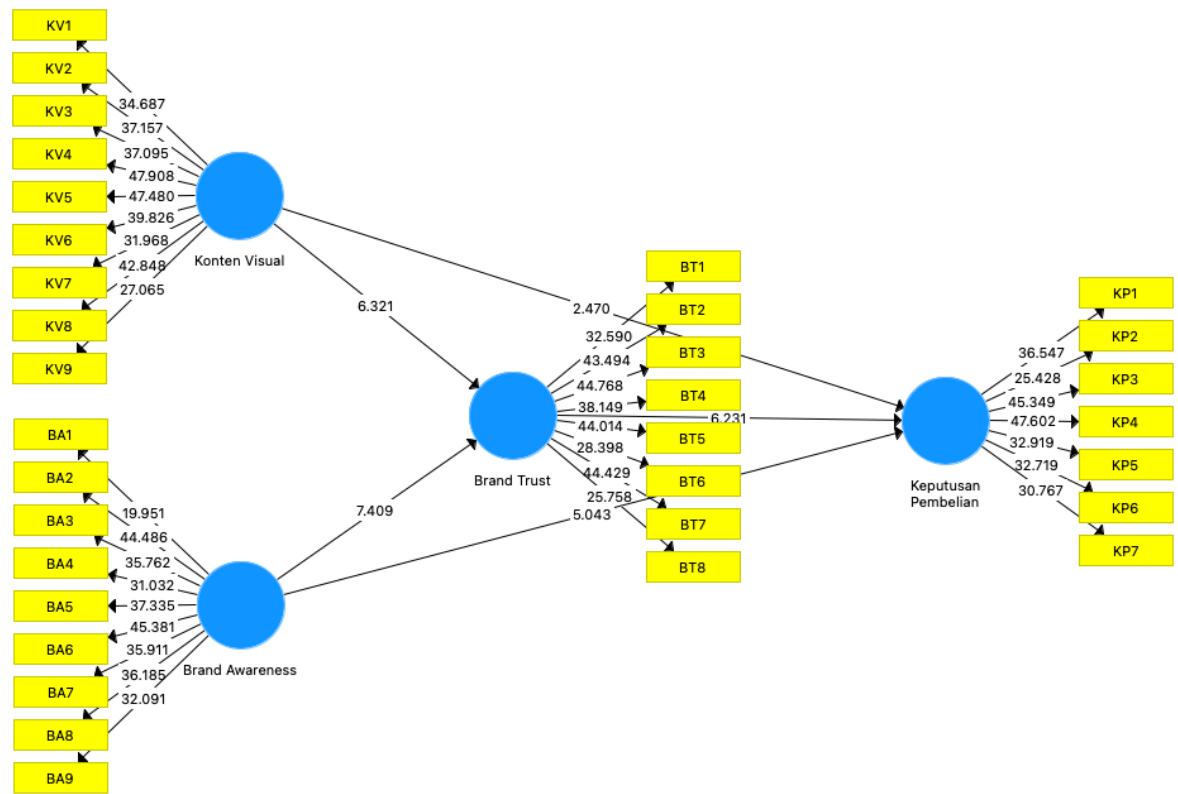 KV1
KV2
KV3
KV4
KV5
KV6
KV7
KV8
KV9
34.687
37.157
37.095
47.908
47.480
39.826
31.968
42.848
27.065
Konten Visual
BA1
BA2
BA3
BA4
BA5
BA6
BA7
BA8
BA9
19.951
44.486
35.762
31.032
37.335
45.381
35.911
36.185
32.091
Brand Awareness
6.321
7.409
2.470
6.231
5.043
Brand Trust
32.590
43.494
44.768
38.149
44.014
28.398
44.429
25.758
BT1
BT2
BT3
BT4
BT5
BT6
BT7
BT8
Keputusan
Pembelian
36.547
25.428
45.349
47.602
32.919
32.719
30.767
KP1
KP2
KP3
KP4
KP5
KP6
KP7